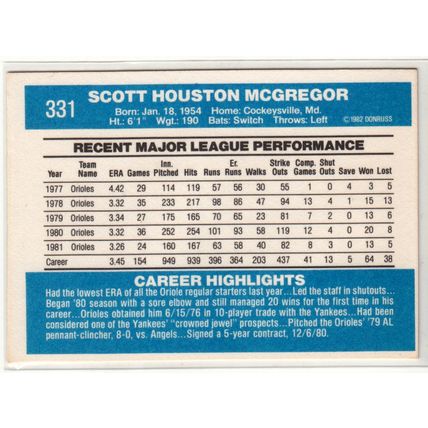 331
SCOTT HOUSTON MCGREGOR
Born: Jan. 18, 1954 Home: Cockeysville, Md.
Ht.: 6'1" Wgt.: 190 Bats: Switch Throws: Left
©1982 DONRUSS
RECENT MAJOR LEAGUE PERFORMANCE
Year Team Name ERA Games Inn. Pitched Hits Runs Er. Runs Walks Strike Outs Comp. Games Shut Outs Save Won Lost
1977 Orioles 4.42 29 114 119 57 56 30 55 1 0 4 3 5
1978 Orioles 3.32 35 233 217 98 86 47 94 13 4 1 15 13
1979 Orioles 3.34 27 175 165 70 65 23 81 7 2 0 13 6
1980 Orioles 3.32 36 252 254 101 93 58 119 12 4 0 20 8
1981 Orioles 3.26 24 160 167 63 58 40 82 8 3 0 13 5
Career 3.45 154 939 939 396 364 203 437 41 13 5 64 38
CAREER HIGHLIGHTS
Had the lowest ERA of all the Oriole regular starters last year...Led the staff in shutouts...
Began '80 season with a sore elbow and still managed 20 wins for the first time in his
career...Orioles obtained him 6/15/76 in 10-player trade with the Yankees...Had been
considered one of the Yankees' "crowned jewel" prospects...Pitched the Orioles' '79 AL
pennant-clincher, 8-0, vs. Angels...Signed a 5-year contract, 12/6/80.